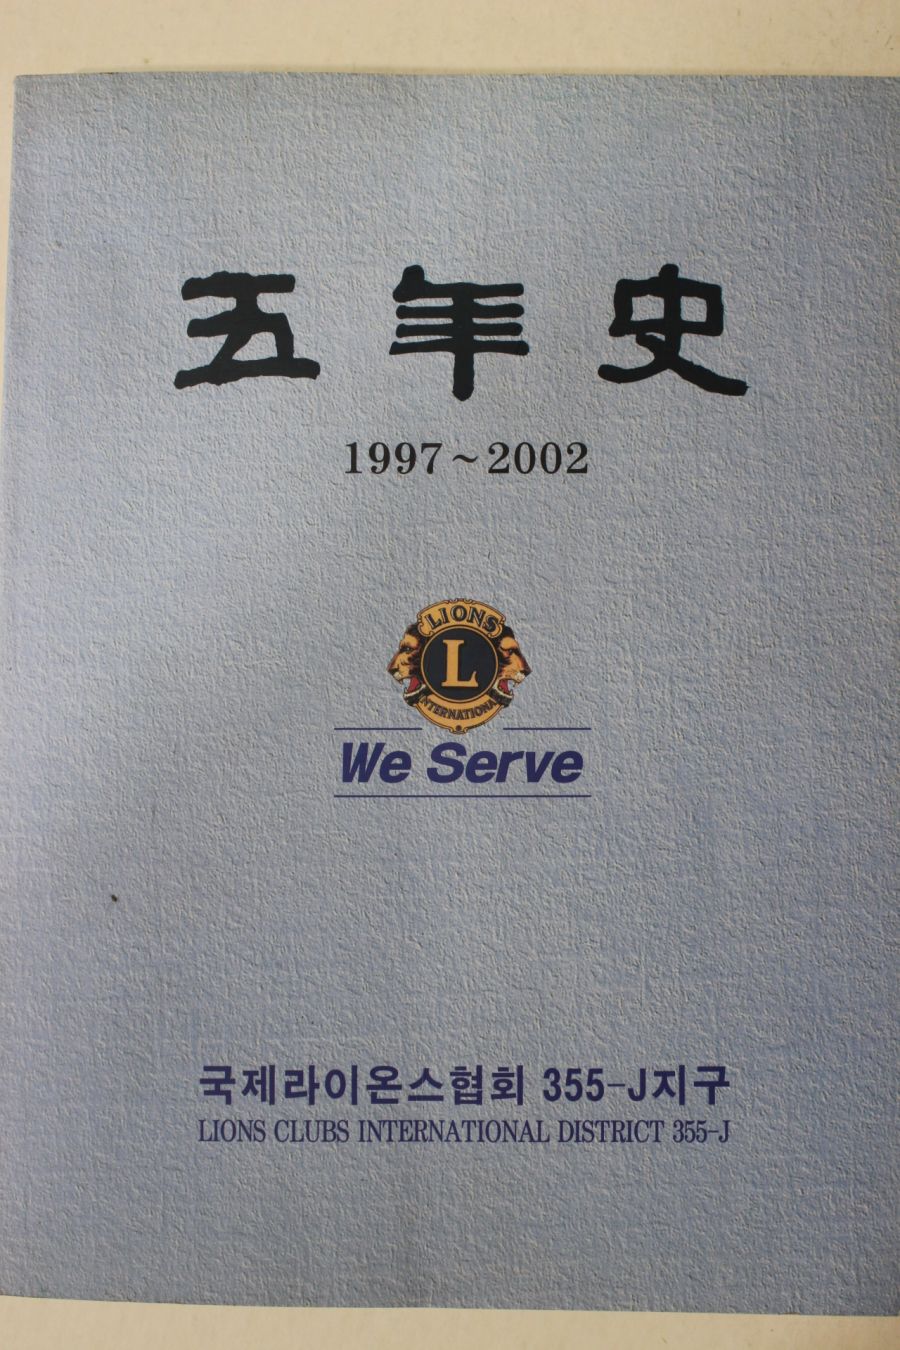 五年史
1997~2002
LIONS
L
INTERNATIONAL
We Serve
국제라이온스협회 355-J지구
LIONS CLUBS INTERNATIONAL DISTRICT 355-J